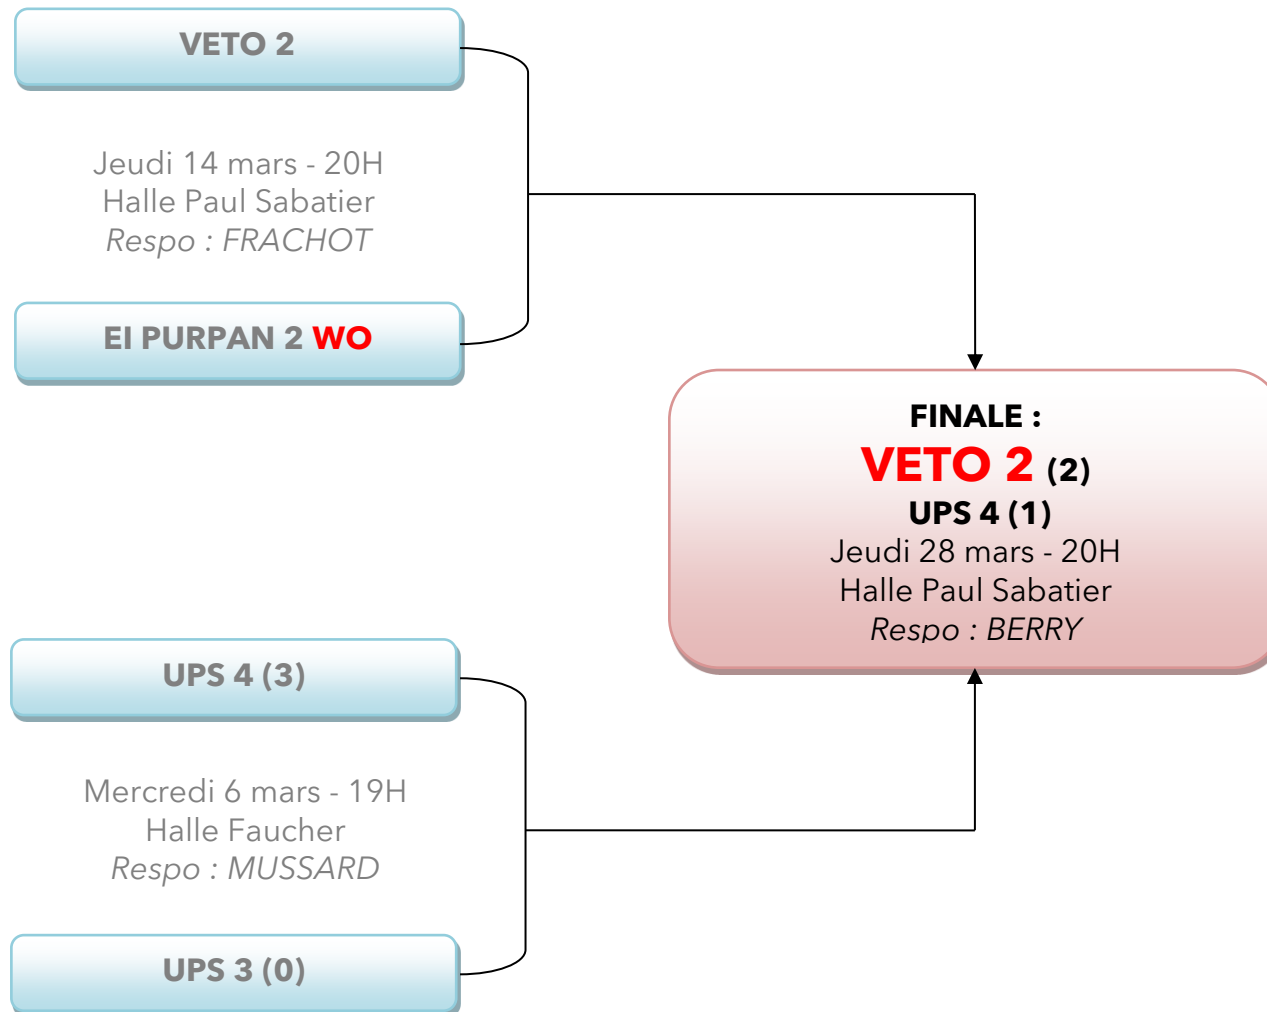 VETO 2
Jeudi 14 mars - 20H
Halle Paul Sabatier
Respo : FRACHOT
EI PURPAN 2 WO
FINALE :
VETO 2 (2)
UPS 4 (1)
Jeudi 28 mars - 20H
Halle Paul Sabatier
Respo : BERRY
UPS 4 (3)
Mercredi 6 mars - 19H
Halle Faucher
Respo : MUSSARD
UPS 3 (0)